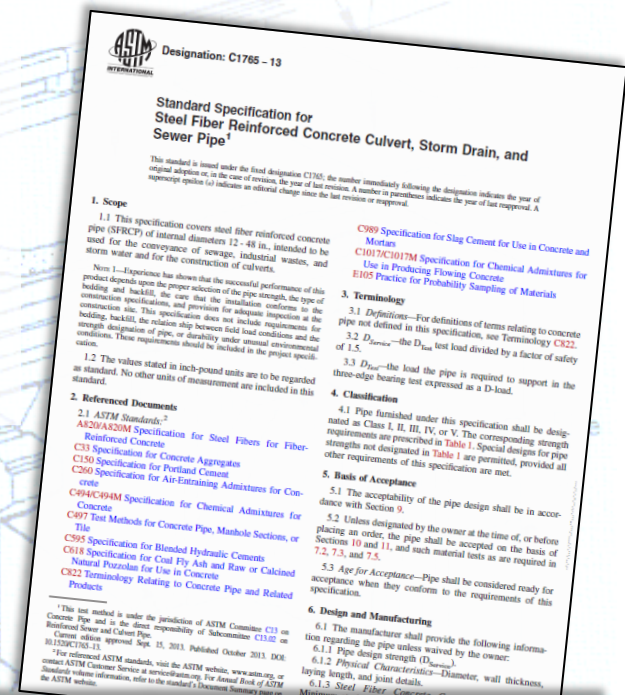 ASTM
INTERNATIONAL
Designation: C1765 – 13
Standard Specification for
Steel Fiber Reinforced Concrete Culvert, Storm Drain, and
Sewer Pipe¹
This standard is issued under the fixed designation C1765; the number immediately following the designation indicates the year of
original adoption or, in the case of revision, the year of last revision. A number in parentheses indicates the year of last reapproval. A
superscript epsilon (ε) indicates an editorial change since the last revision or reapproval.
1. Scope
1.1 This specification covers steel fiber reinforced concrete
pipe (SFRCP) of internal diameters 12 - 48 in., intended to be
used for the conveyance of sewage, industrial wastes, and
storm water and for the construction of culverts.
NOTE 1—Experience has shown that the successful performance of this
product depends upon the proper selection of the pipe strength, the type of
bedding and backfill, the care that the installation conforms to the
construction specifications, and provision for adequate inspection at the
construction site. This specification does not include requirements for
bedding, backfill, the relation ship between field load conditions and the
strength designation of pipe, or durability under unusual environmental
conditions. These requirements should be included in the project specifi-
cation.
1.2 The values stated in inch-pound units are to be regarded
as standard. No other units of measurement are included in this
standard.
2. Referenced Documents
2.1 ASTM Standards:²
A820/A820M Specification for Steel Fibers for Fiber-
Reinforced Concrete
C33 Specification for Concrete Aggregates
C150 Specification for Portland Cement
C260 Specification for Air-Entraining Admixtures for Con-
crete
C494/C494M Specification for Chemical Admixtures for
Concrete
C497 Test Methods for Concrete Pipe, Manhole Sections, or
Tile
C595 Specification for Blended Hydraulic Cements
C618 Specification for Coal Fly Ash and Raw or Calcined
Natural Pozzolan for Use in Concrete
C822 Terminology Relating to Concrete Pipe and Related
Products
¹ This test method is under the jurisdiction of ASTM Committee C13 on
Concrete Pipe and is the direct responsibility of Subcommittee C13.02 on
Reinforced Sewer and Culvert Pipe.
Current edition approved Sept. 15, 2013. Published October 2013. DOI:
10.1520/C1765-13.
² For referenced ASTM standards, visit the ASTM website, www.astm.org, or
contact ASTM Customer Service at service@astm.org. For Annual Book of ASTM
Standards volume information, refer to the standard's Document Summary page on
the ASTM website.
C989 Specification for Slag Cement for Use in Concrete and
Mortars
C1017/C1017M Specification for Chemical Admixtures for
Use in Producing Flowing Concrete
E105 Practice for Probability Sampling of Materials
3. Terminology
3.1 Definitions—For definitions of terms relating to concrete
pipe not defined in this specification, see Terminology C822.
3.2 DService—the DTest test load divided by a factor of safety
of 1.5.
3.3 DTest—the load the pipe is required to support in the
three-edge bearing test expressed as a D-load.
4. Classification
4.1 Pipe furnished under this specification shall be desig-
nated as Class I, II, III, IV, or V. The corresponding strength
requirements are prescribed in Table 1. Special designs for pipe
strengths not designated in Table 1 are permitted, provided all
other requirements of this specification are met.
5. Basis of Acceptance
5.1 The acceptability of the pipe design shall be in accor-
dance with Section 9.
5.2 Unless designated by the owner at the time of, or before
placing an order, the pipe shall be accepted on the basis of
Sections 10 and 11, and such material tests as are required in
7.2, 7.3, and 7.5.
5.3 Age for Acceptance—Pipe shall be considered ready for
acceptance when they conform to the requirements of this
specification.
6. Design and Manufacturing
6.1 The manufacturer shall provide the following informa-
tion regarding the pipe unless waived by the owner:
6.1.1 Pipe design strength (DService).
6.1.2 Physical Characteristics—Diameter, wall thickness,
laying length, and joint details.
6.1.3 Steel Fiber Concrete